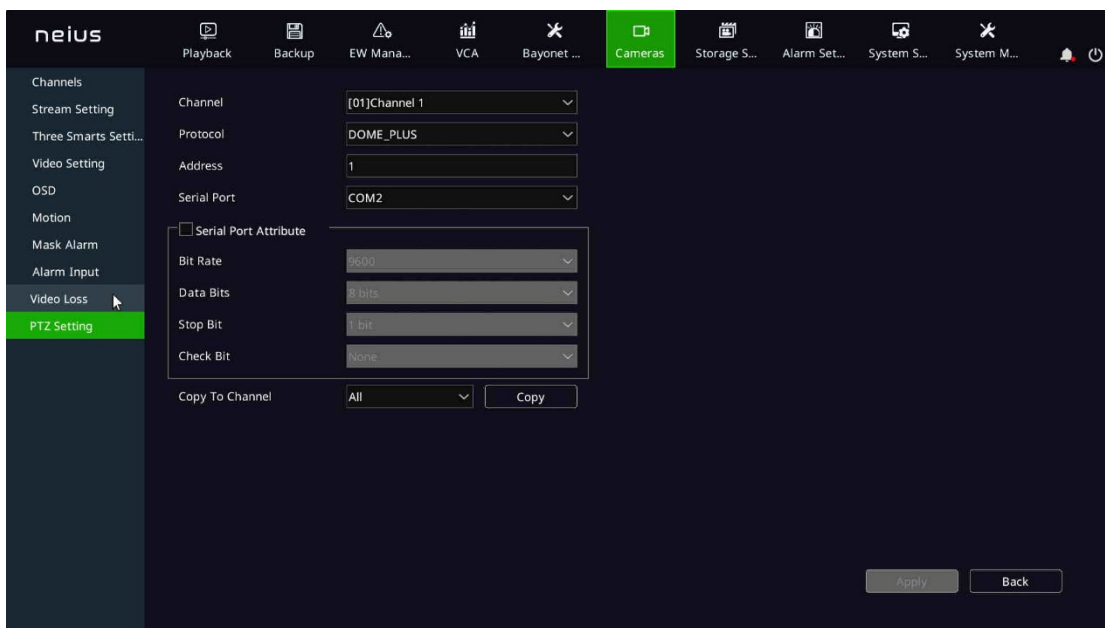 neius
Playback
Backup
EW Mana...
VCA
Bayonet ...
Cameras
Storage S...
Alarm Set...
System S...
System M...
Channels
Stream Setting
Three Smarts Setti...
Video Setting
OSD
Motion
Mask Alarm
Alarm Input
Video Loss
PTZ Setting
Channel [01]Channel 1
Protocol DOME_PLUS
Address 1
Serial Port COM2
Serial Port Attribute
Bit Rate 9600
Data Bits 8 bits
Stop Bit 1 bit
Check Bit None
Copy To Channel All Copy
Apply Back